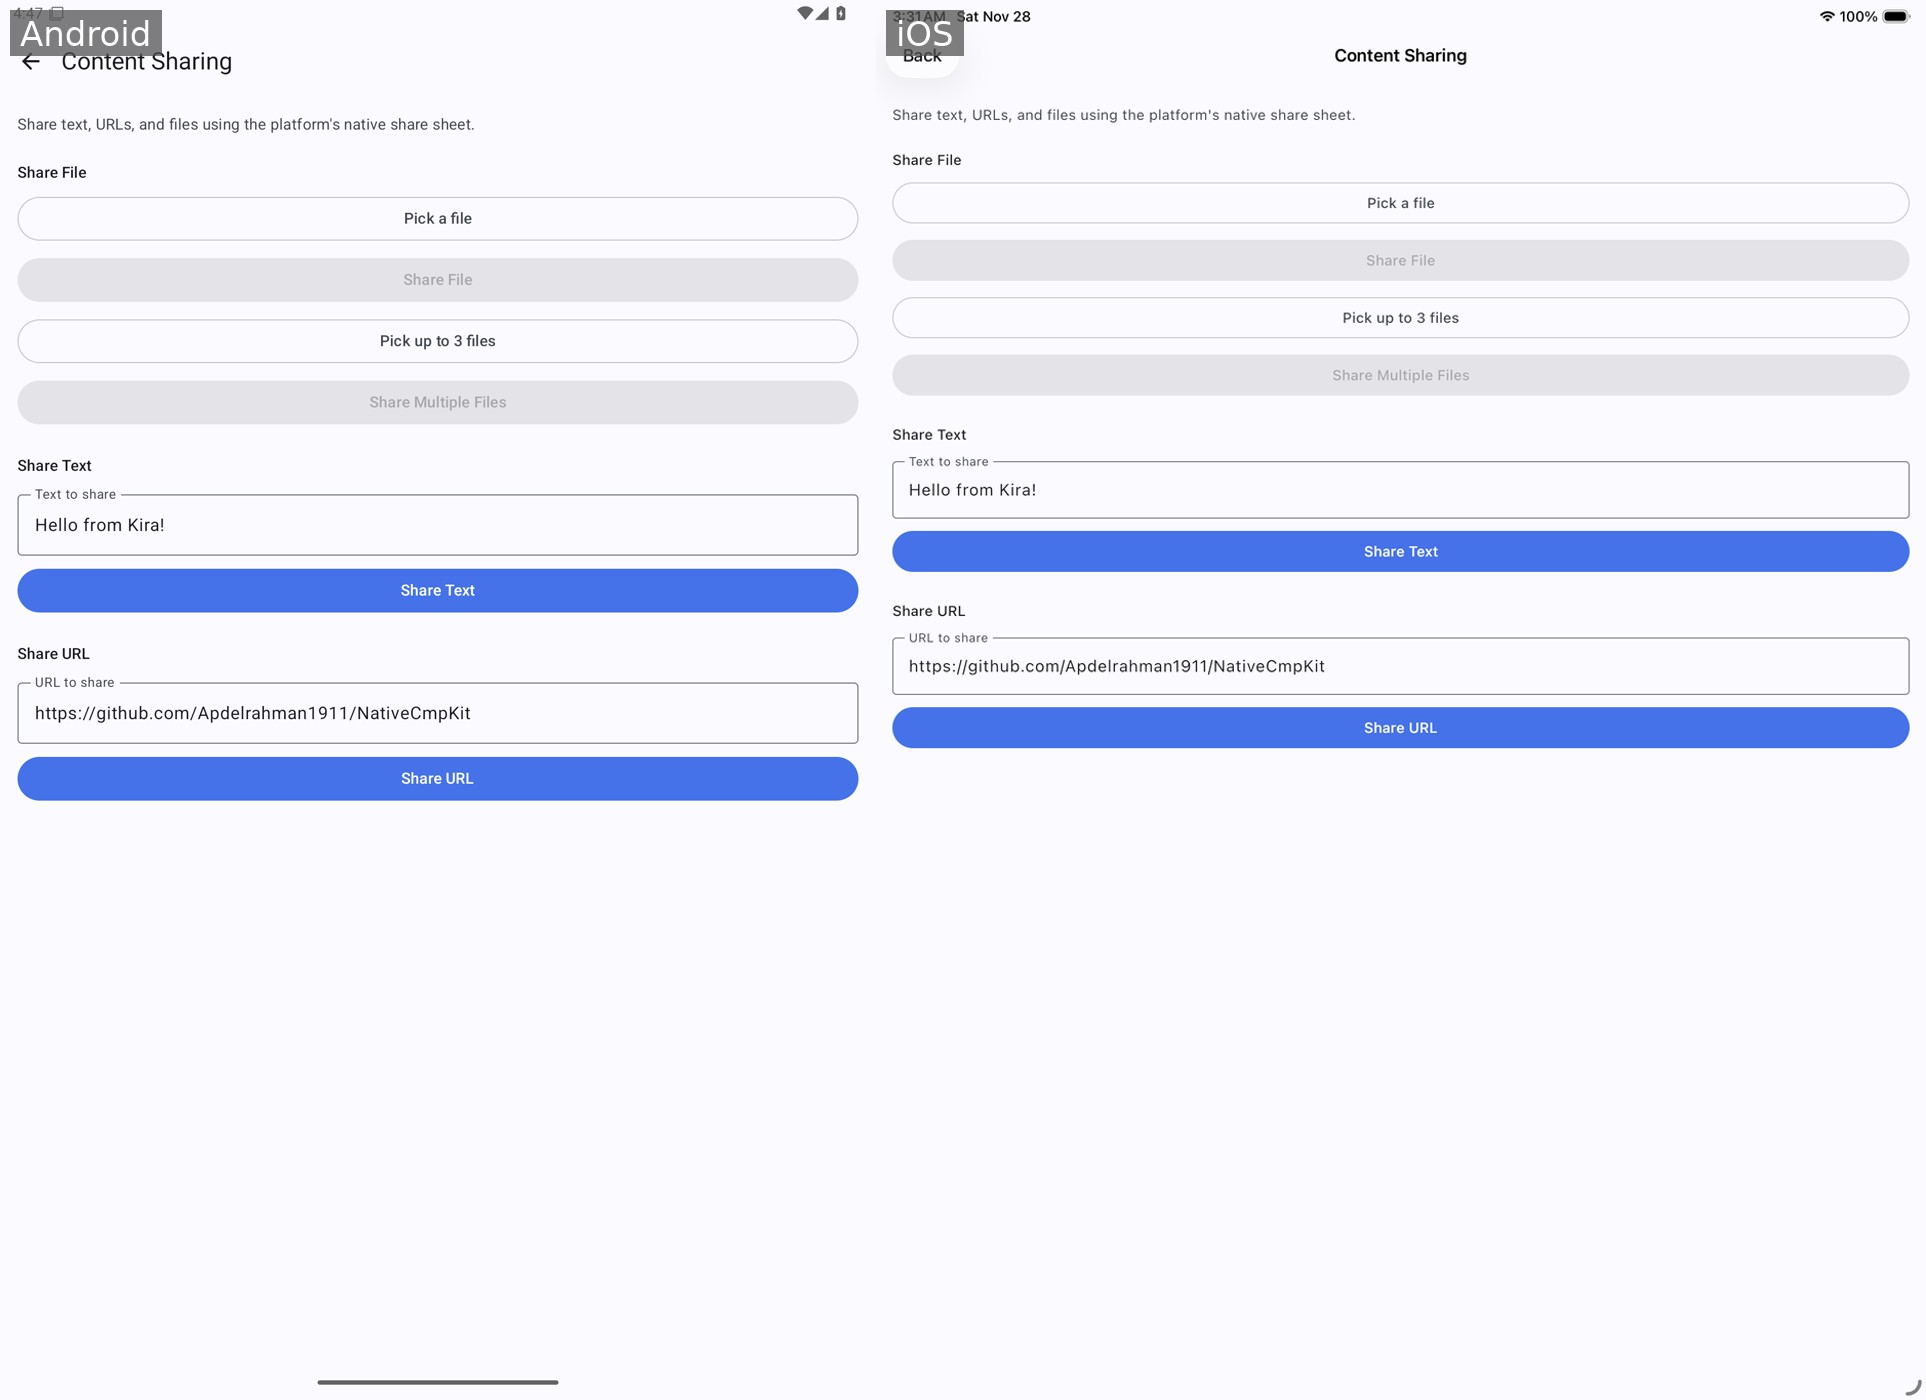 4:47
Android
Content Sharing
Share text, URLs, and files using the platform's native share sheet.
Share File
Pick a file
Share File
Pick up to 3 files
Share Multiple Files
Share Text
Text to share
Hello from Kira!
Share Text
Share URL
URL to share
https://github.com/Apdelrahman1911/NativeCmpKit
Share URL
3:31 AM Sat Nov 28
100%
iOS
Back
Content Sharing
Share text, URLs, and files using the platform's native share sheet.
Share File
Pick a file
Share File
Pick up to 3 files
Share Multiple Files
Share Text
Text to share
Hello from Kira!
Share Text
Share URL
URL to share
https://github.com/Apdelrahman1911/NativeCmpKit
Share URL